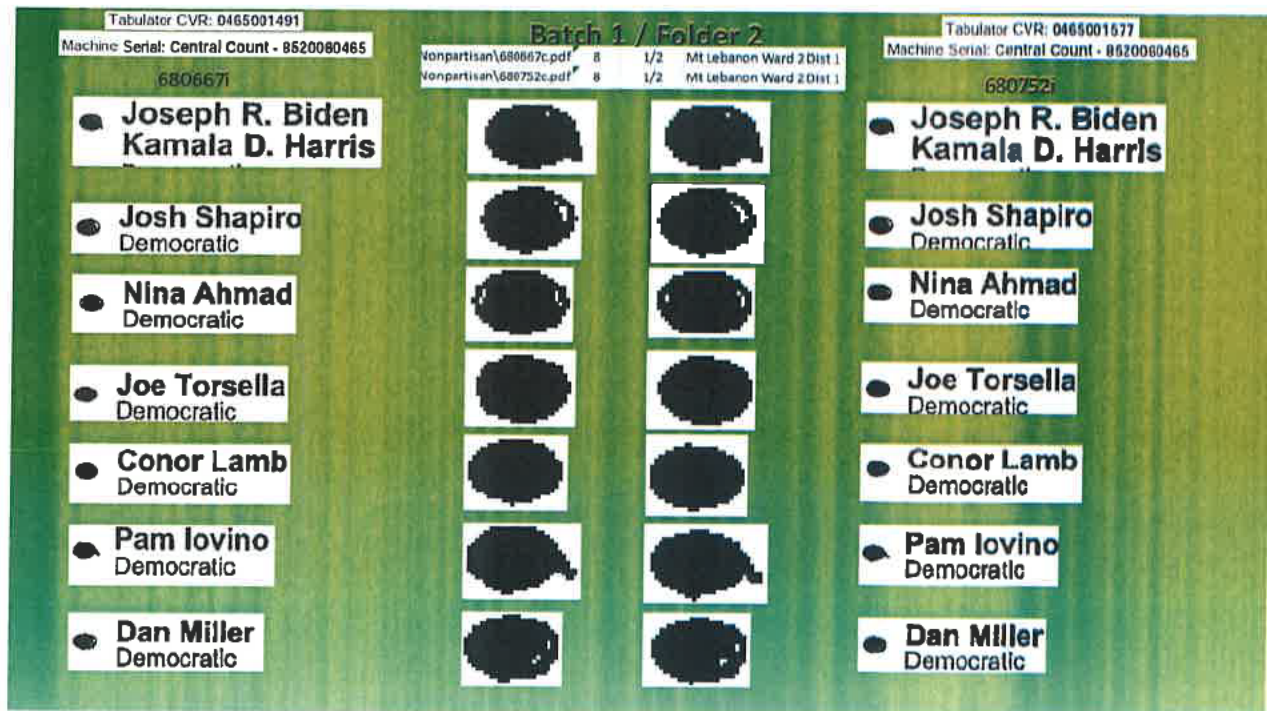 Tabulator CVR: 0465001491
Machine Serial: Central Count - 8520060465
680667i
Joseph R. Biden
Kamala D. Harris
Josh Shapiro
Democratic
Nina Ahmad
Democratic
Joe Torsella
Democratic
Conor Lamb
Democratic
Pam Iovino
Democratic
Dan Miller
Democratic
Batch 1 / Folder 2
Nonpartisan\680667c.pdf 8 1/2 Mt Lebanon Ward 2 Dist 1
Nonpartisan\680752c.pdf 8 1/2 Mt Lebanon Ward 2 Dist 1
Tabulator CVR: 0465001577
Machine Serial: Central Count - 8520060465
680752i
Joseph R. Biden
Kamala D. Harris
Josh Shapiro
Democratic
Nina Ahmad
Democratic
Joe Torsella
Democratic
Conor Lamb
Democratic
Pam Iovino
Democratic
Dan Miller
Democratic